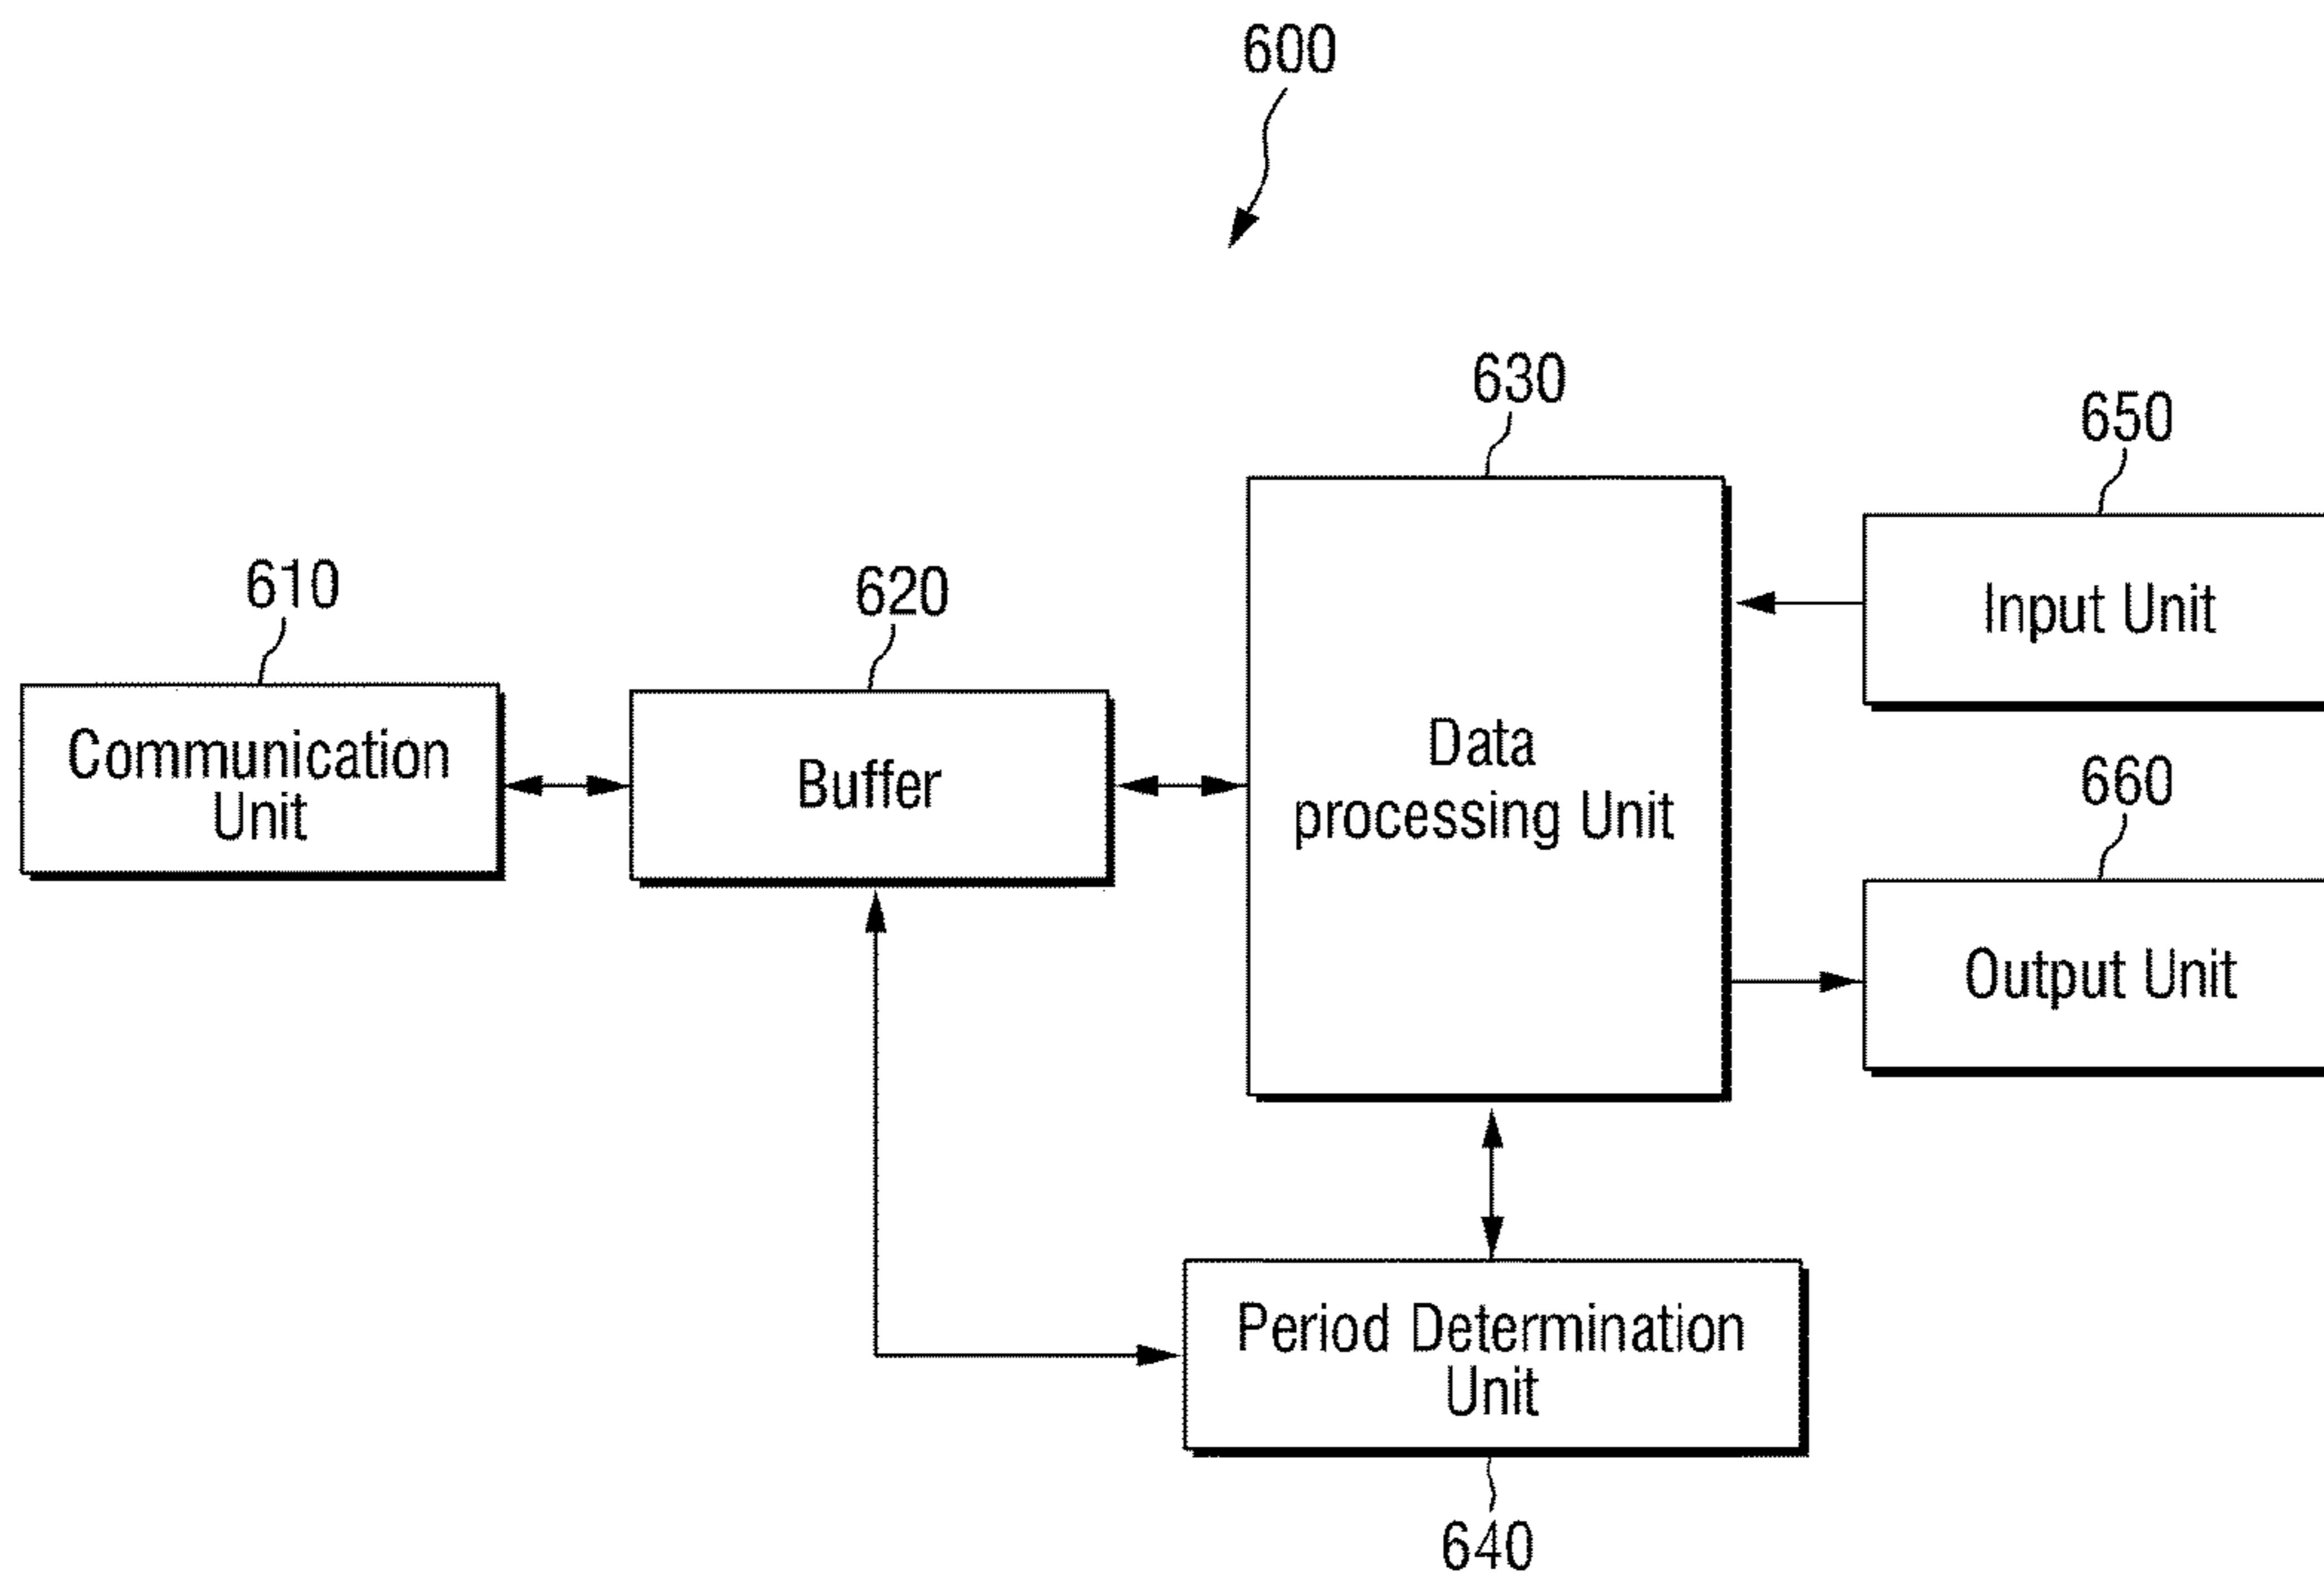 600
630
650
Input Unit
610
620
Communication
Unit
Buffer
Data
processing Unit
660
Output Unit
Period Determination
Unit
640